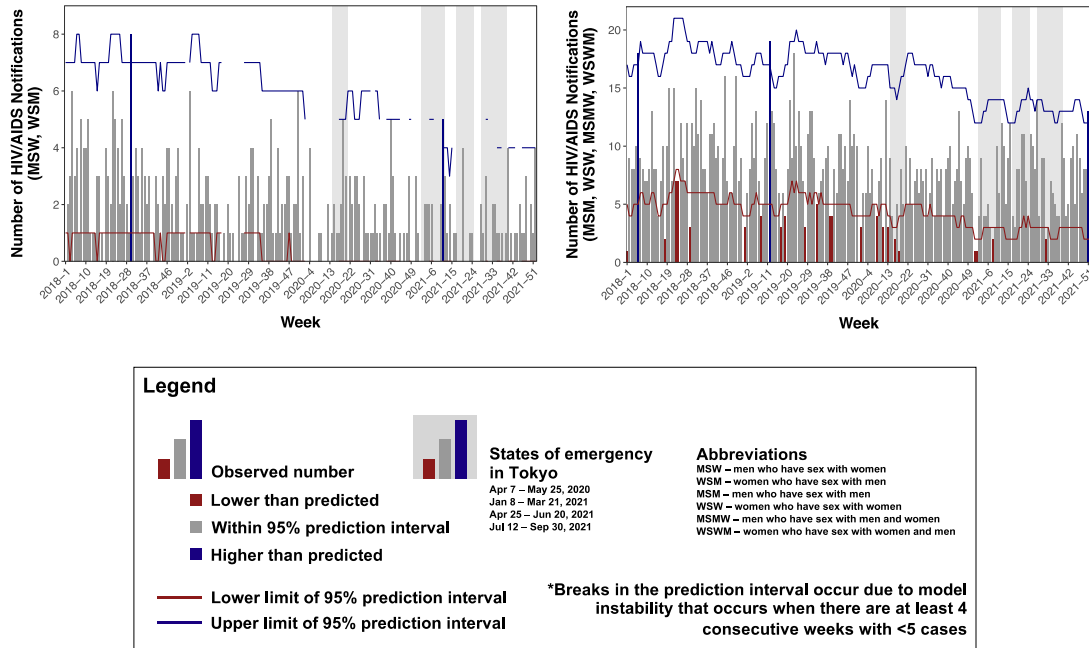 Number of HIV/AIDS Notifications
(MSW, WSM)
8
6
4
2
0
2018–1
2018–10
2018–19
2018–28
2018–37
2018–46
2019–2
2019–11
2019–20
2019–29
2019–38
2019–47
2020–4
2020–13
2020–22
2020–31
2020–40
2020–49
2021–6
2021–15
2021–24
2021–33
2021–42
2021–51
Week
Number of HIV/AIDS Notifications
(MSM, WSW, MSMW, WSWM)
20
15
10
5
0
2018–1
2018–10
2018–19
2018–28
2018–37
2018–46
2019–2
2019–11
2019–20
2019–29
2019–38
2019–47
2020–4
2020–13
2020–22
2020–31
2020–40
2020–49
2021–6
2021–15
2021–24
2021–33
2021–42
2021–51
Week
Legend
Observed number
Lower than predicted
Within 95% prediction interval
Higher than predicted
Lower limit of 95% prediction interval
Upper limit of 95% prediction interval
States of emergency
in Tokyo
Apr 7 – May 25, 2020
Jan 8 – Mar 21, 2021
Apr 25 – Jun 20, 2021
Jul 12 – Sep 30, 2021
Abbreviations
MSW – men who have sex with women
WSM – women who have sex with men
MSM – men who have sex with men
WSW – women who have sex with women
MSMW – men who have sex with men and women
WSWM – women who have sex with women and men
*Breaks in the prediction interval occur due to model
instability that occurs when there are at least 4
consecutive weeks with <5 cases